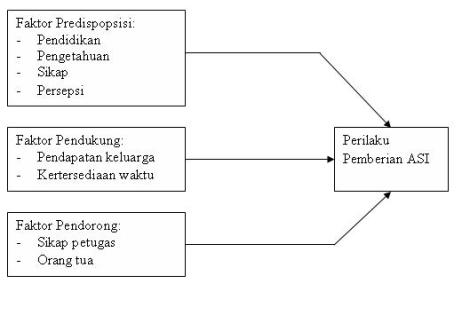 Faktor Predispopsisi:
- Pendidikan
- Pengetahuan
- Sikap
- Persepsi
Faktor Pendukung:
- Pendapatan keluarga
- Kertersediaan waktu
Faktor Pendorong:
- Sikap petugas
- Orang tua
Perilaku
Pemberian ASI